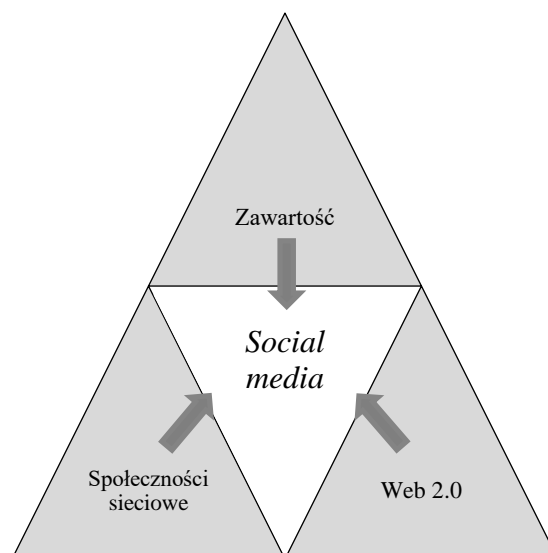 Zawartość
Social
media
Społeczności
sieciowe
Web 2.0